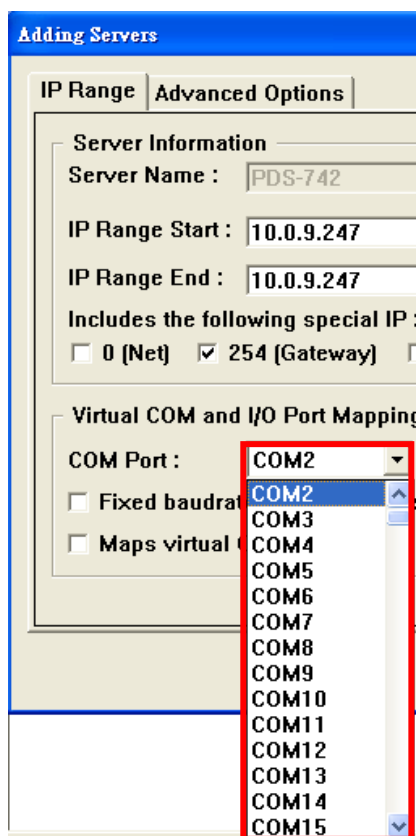 Adding Servers
IP Range Advanced Options
Server Information
Server Name : PDS-742
IP Range Start : 10.0.9.247
IP Range End : 10.0.9.247
Includes the following special IP :
0 (Net) 254 (Gateway)
Virtual COM and I/O Port Mapping
COM Port : COM2
Fixed
Maps virtual
COM2
COM3
COM4
COM5
COM6
COM7
COM8
COM9
COM10
COM11
COM12
COM13
COM14
COM15